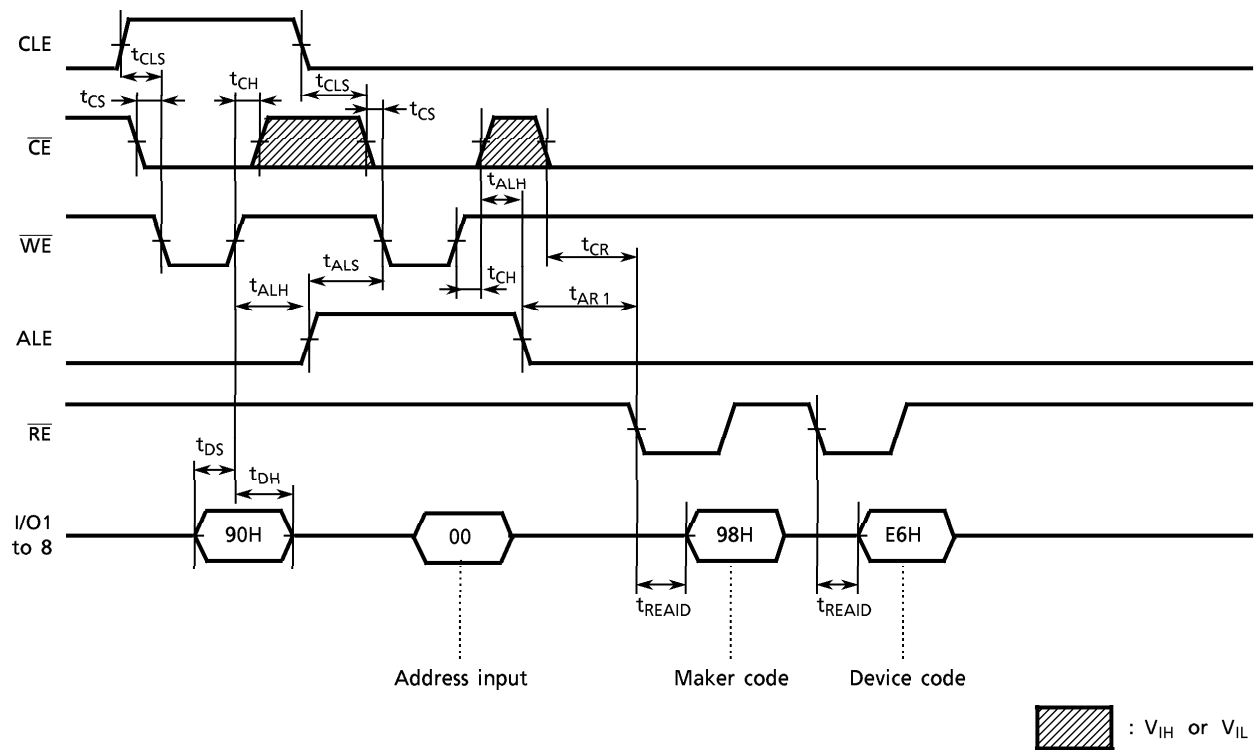 CLE
tCLS
tCH
tCLS
tCS
tCS
CE
tALH
WE
tCR
tALS
tCH
tALH
tAR1
ALE
RE
tDS
tDH
I/O1
to 8
90H
00
98H
E6H
tREAID
tREAID
Address input
Maker code
Device code
: VIH or VIL